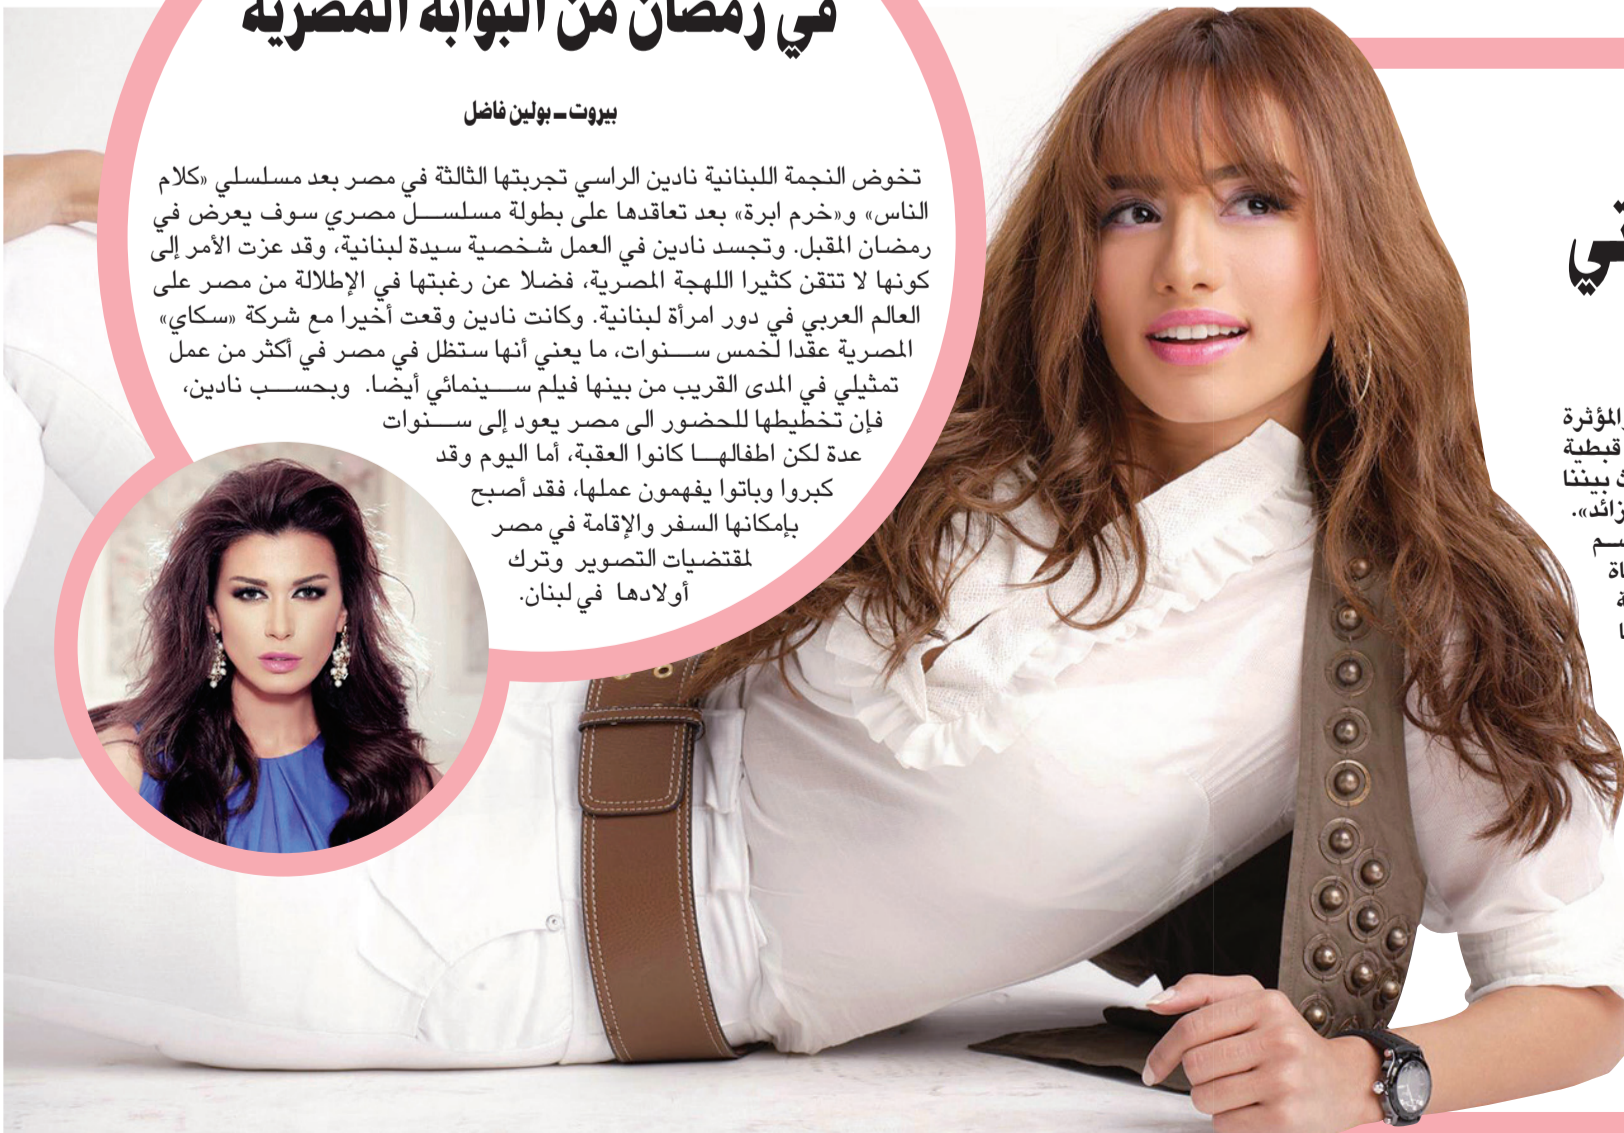 في رمضان من البوابة المصرية
بيروت ـ بولين فاضل
تخوض النجمة اللبنانية نادين الراسي تجربتها الثالثة في مصر بعد مسلسلي «كلام
الناس» و«خرم ابرة» بعد تعاقدها على بطولة مسلسل مصري سوف يعرض في
رمضان المقبل. وتجسد نادين في العمل شخصية سيدة لبنانية، وقد عزت الأمر إلى
كونها لا تتقن كثيرا اللهجة المصرية، فضلا عن رغبتها في الإطلالة من مصر على
العالم العربي في دور امرأة لبنانية. وكانت نادين وقعت أخيرا مع شركة «سكاي»
المصرية عقدا لخمس سنوات، ما يعني أنها ستظل في مصر في أكثر من عمل
تمثيلي في المدى القريب من بينها فيلم سينمائي أيضا. وبحسب نادين،
فإن تخطيطها للحضور الى مصر يعود إلى سنوات
عدة لكن اطفالها كانوا العقبة، أما اليوم وقد
كبروا وباتوا يفهمون عملها، فقد أصبح
بإمكانها السفر والإقامة في مصر
لمقتضيات التصوير وترك
أولادها في لبنان.
المؤثرة
قبطية
بيننا
زائد».